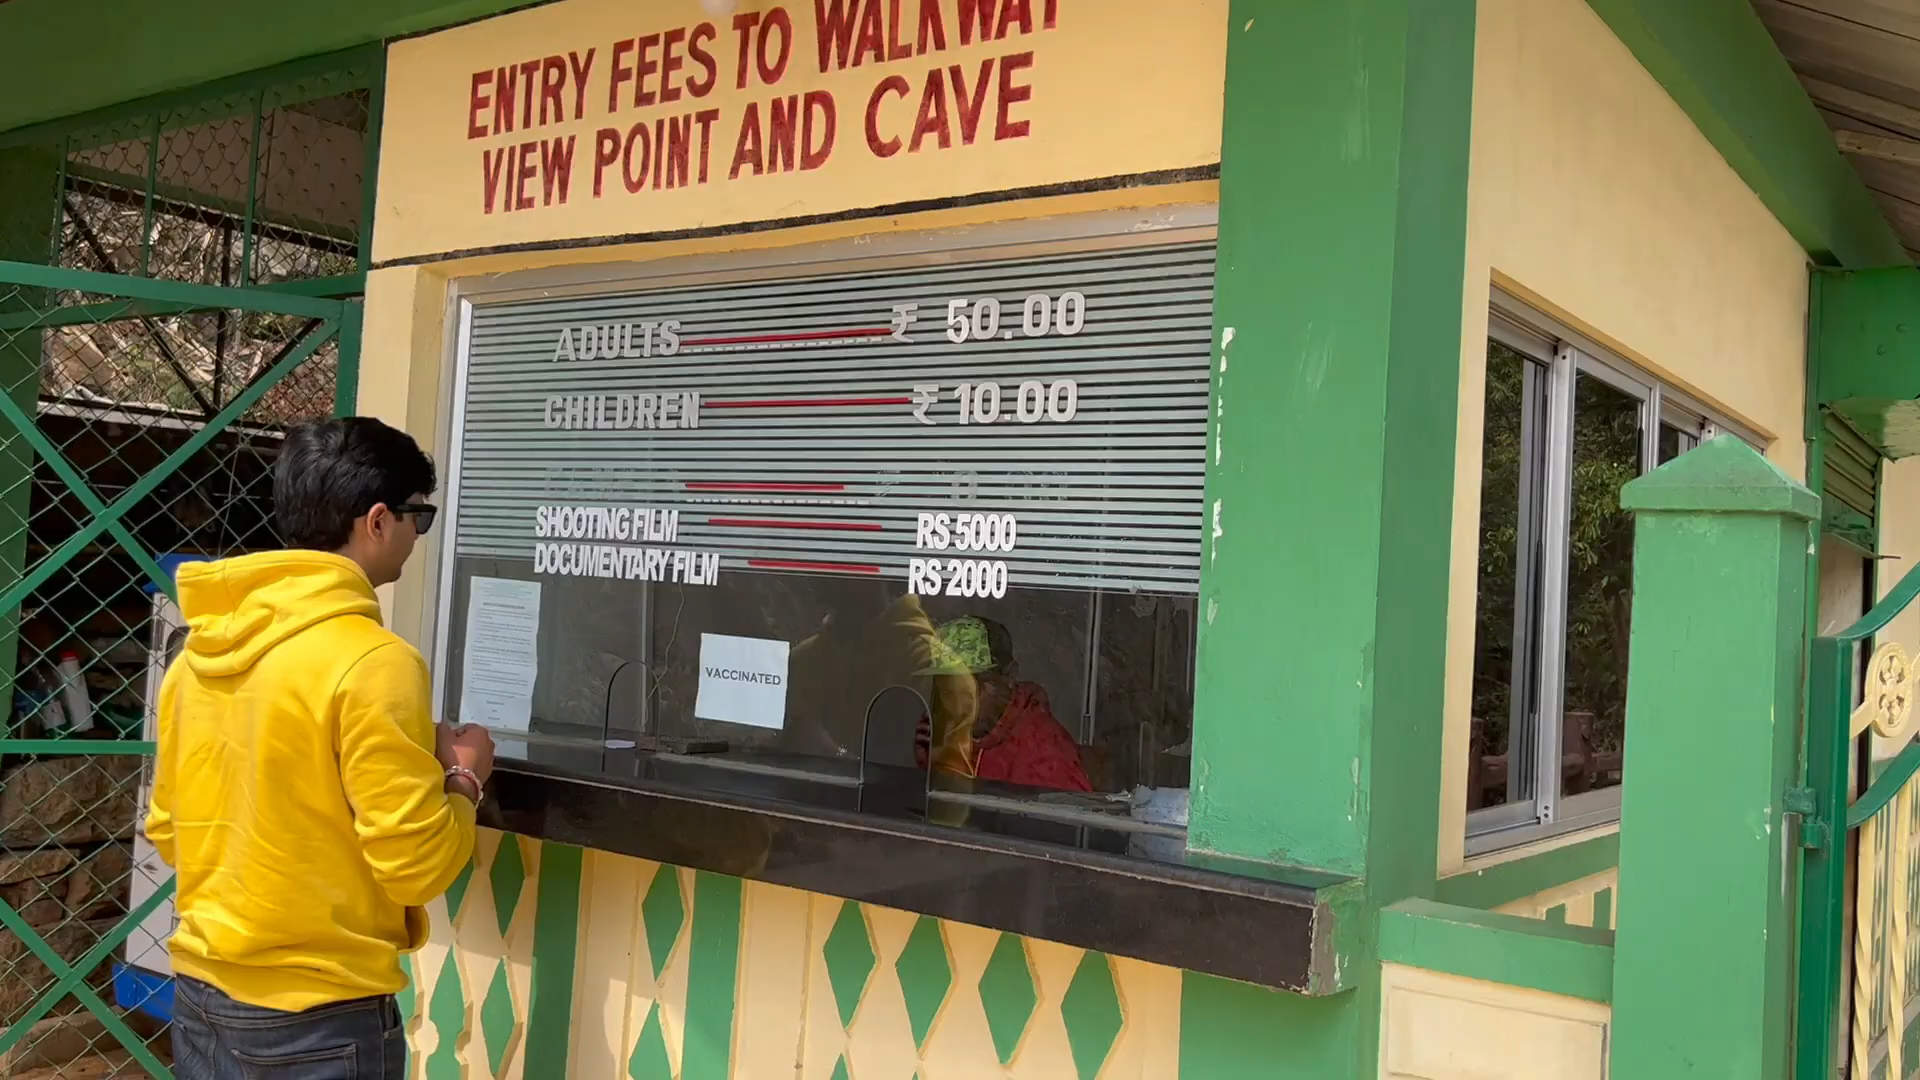 ENTRY FEES TO WALKWAY
VIEW POINT AND CAVE
ADULTS ₹ 50.00
CHILDREN ₹ 10.00
SHOOTING FILM RS 5000
DOCUMENTARY FILM RS 2000
VACCINATED